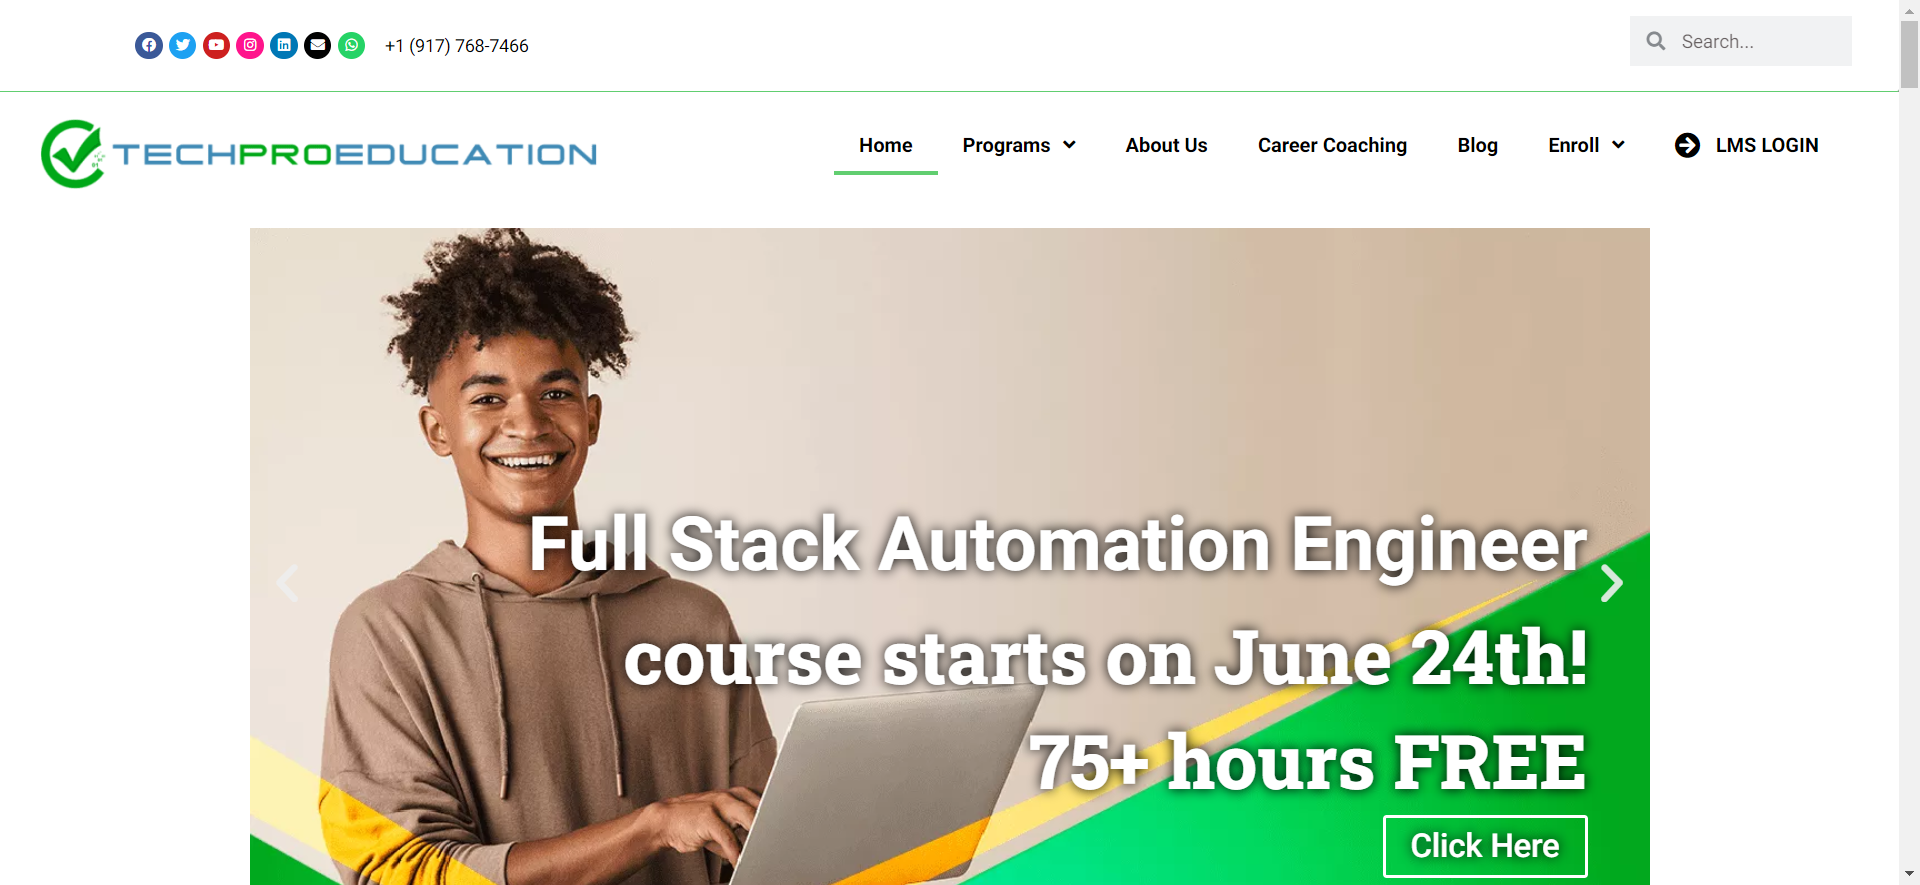 +1 (917) 768-7466
Search...
TECHPROEDUCATION
Home Programs About Us Career Coaching Blog Enroll LMS LOGIN
Full Stack Automation Engineer
course starts on June 24th!
75+ hours FREE
Click Here